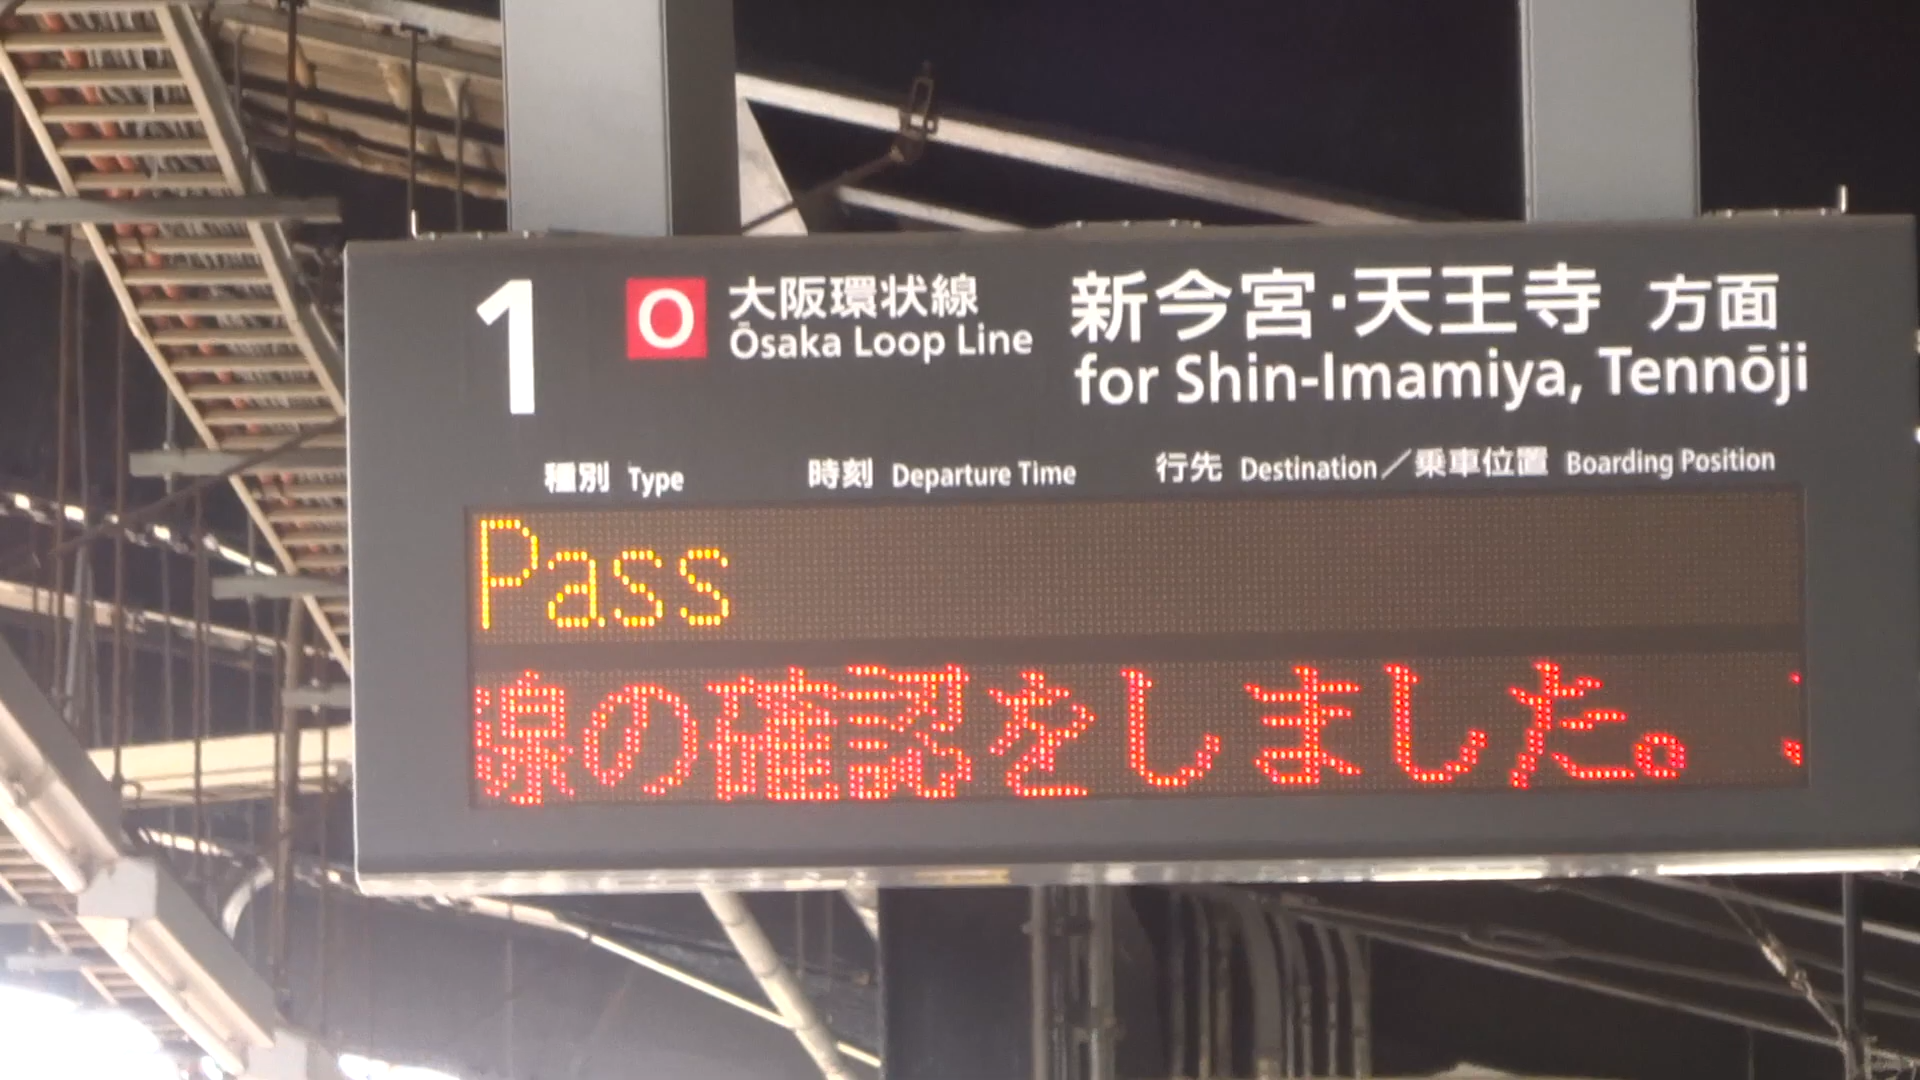 1
O 大阪環状線
Ōsaka Loop Line
新今宮・天王寺 方面
for Shin-Imamiya, Tennōji
種別 Type 時刻 Departure Time 行先 Destination／乗車位置 Boarding Position
Pass
線の確認をしました。